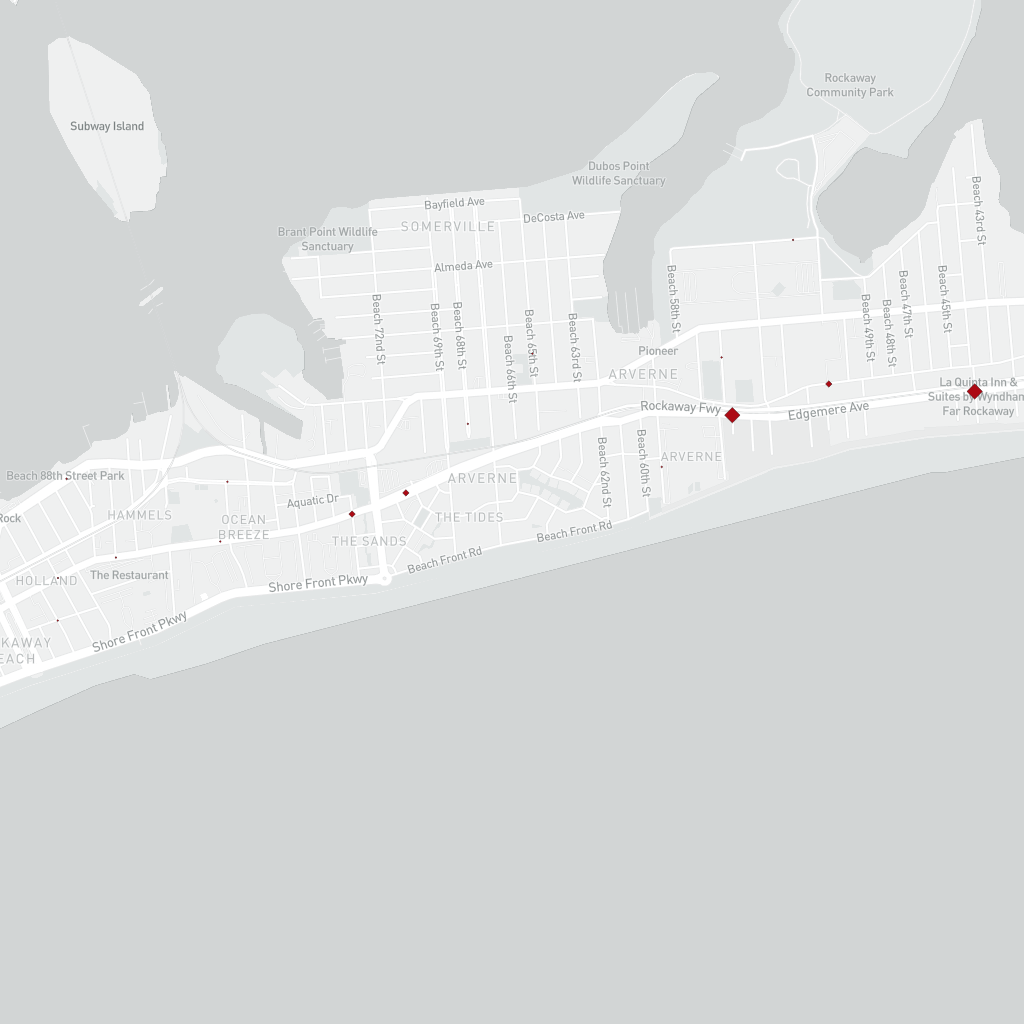 Rockaway
Community Park
Subway Island
Dubos Point
Wildlife Sanctuary
Bayfield Ave
DeCosta Ave
Beach 43rd St
SOMERVILLE
Brant Point Wildlife
Sanctuary
Almeda Ave
Beach 58th St
Beach 45th St
Beach 47th St
Beach 49th St
Beach 48th St
Beach 72nd St
Beach 69th St
Beach 68th St
Beach 66th St
Beach 65th St
Beach 63rd St
Pioneer
ARVERNE
La Quinta Inn &
Suites by Wyndham
Far Rockaway
Rockaway Fwy
Edgemere Ave
Beach 62nd St
Beach 60th St
ARVERNE
Beach 88th Street Park
ARVERNE
Aquatic Dr
Rock
HAMMELS
OCEAN
BREEZE
THE TIDES
THE SANDS
Beach Front Rd
Beach Front Rd
HOLLAND
The Restaurant
Shore Front Pkwy
Shore Front Pkwy
KAWAY
EACH